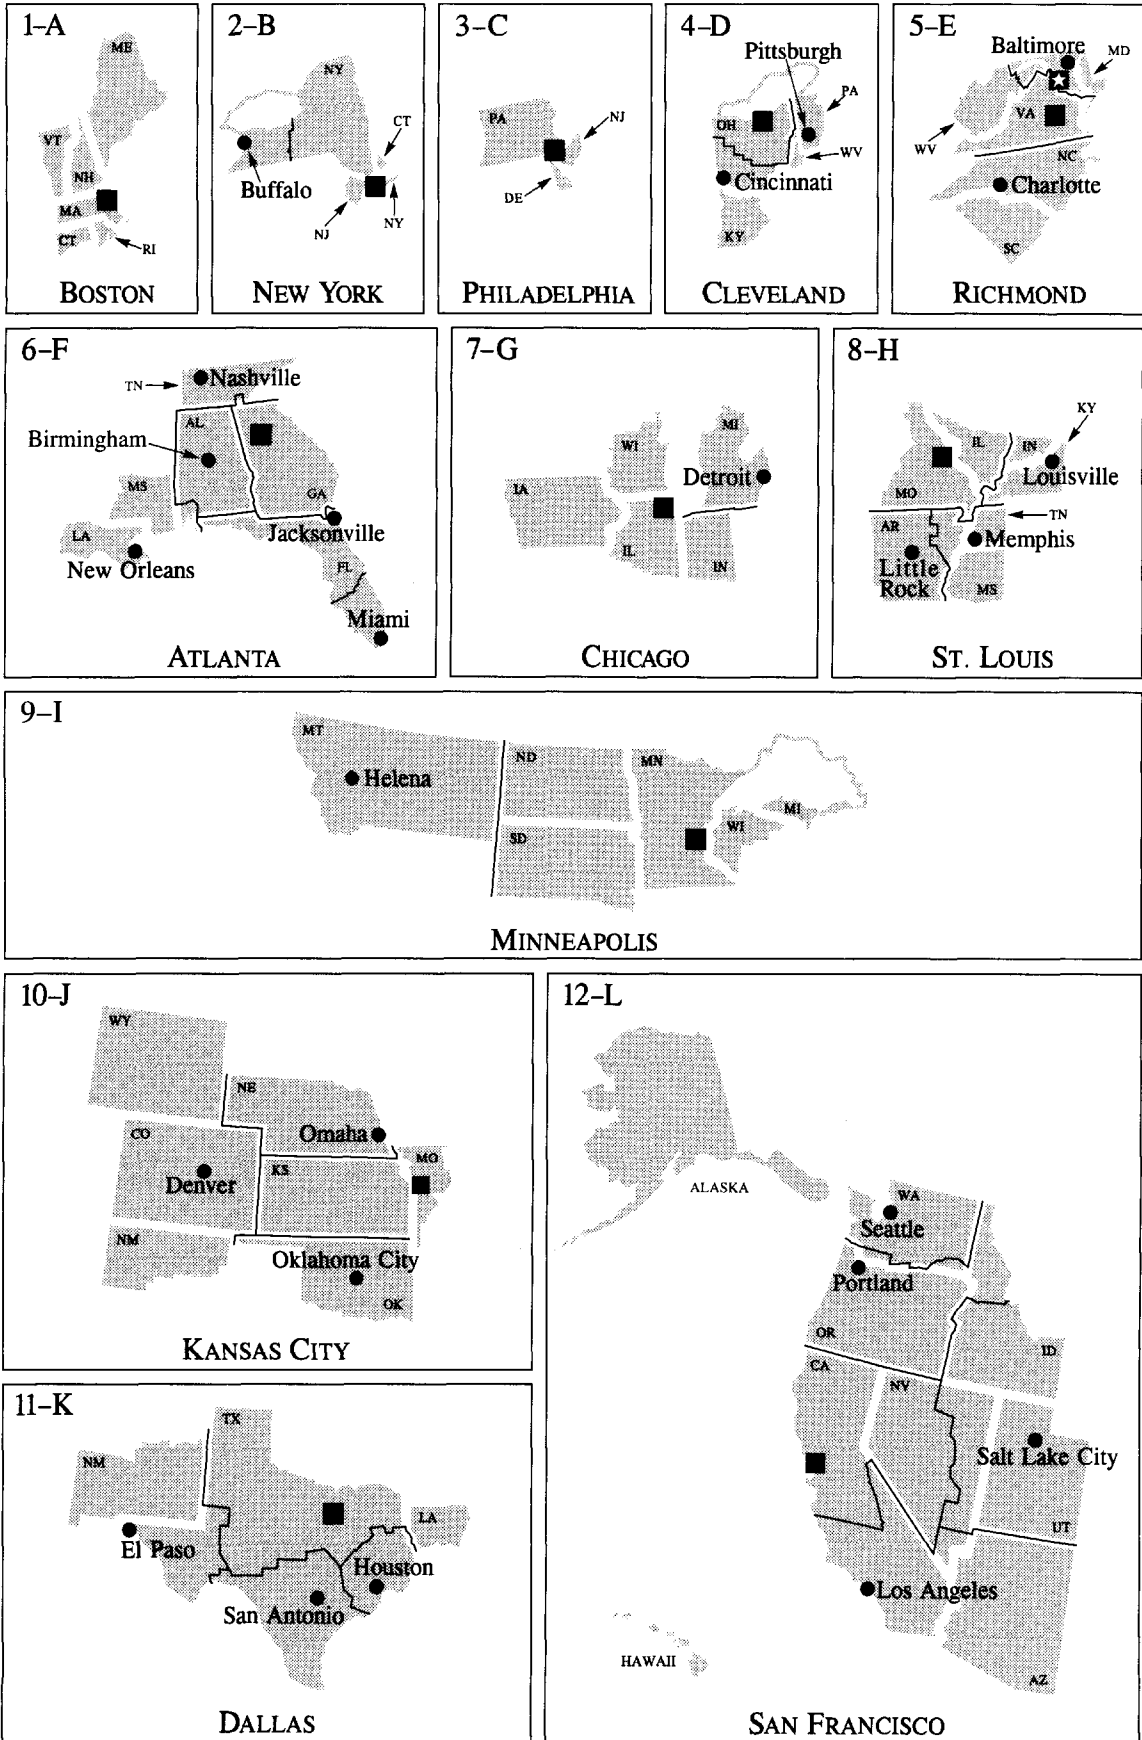 1–A
ME
VT
NH
MA
CT
RI
BOSTON
2–B
NY
CT
Buffalo
NJ
NY
NEW YORK
3–C
PA
NJ
DE
PHILADELPHIA
4–D
Pittsburgh
PA
OH
WV
Cincinnati
KY
CLEVELAND
5–E
Baltimore
MD
VA
WV
NC
Charlotte
SC
RICHMOND
6–F
TN
Nashville
AL
Birmingham
MS
GA
LA
Jacksonville
New Orleans
FL
Miami
ATLANTA
7–G
MI
WI
Detroit
IA
IL
IN
CHICAGO
8–H
KY
IL
IN
Louisville
MO
TN
AR
Memphis
Little
Rock
MS
ST. LOUIS
9–I
MT
ND
MN
Helena
MI
WI
SD
MINNEAPOLIS
10–J
WY
NE
CO
Omaha
MO
KS
Denver
NM
Oklahoma City
OK
KANSAS CITY
11–K
TX
NM
LA
El Paso
Houston
San Antonio
DALLAS
12–L
ALASKA
WA
Seattle
Portland
OR
ID
CA
NV
Salt Lake City
UT
Los Angeles
HAWAII
AZ
SAN FRANCISCO